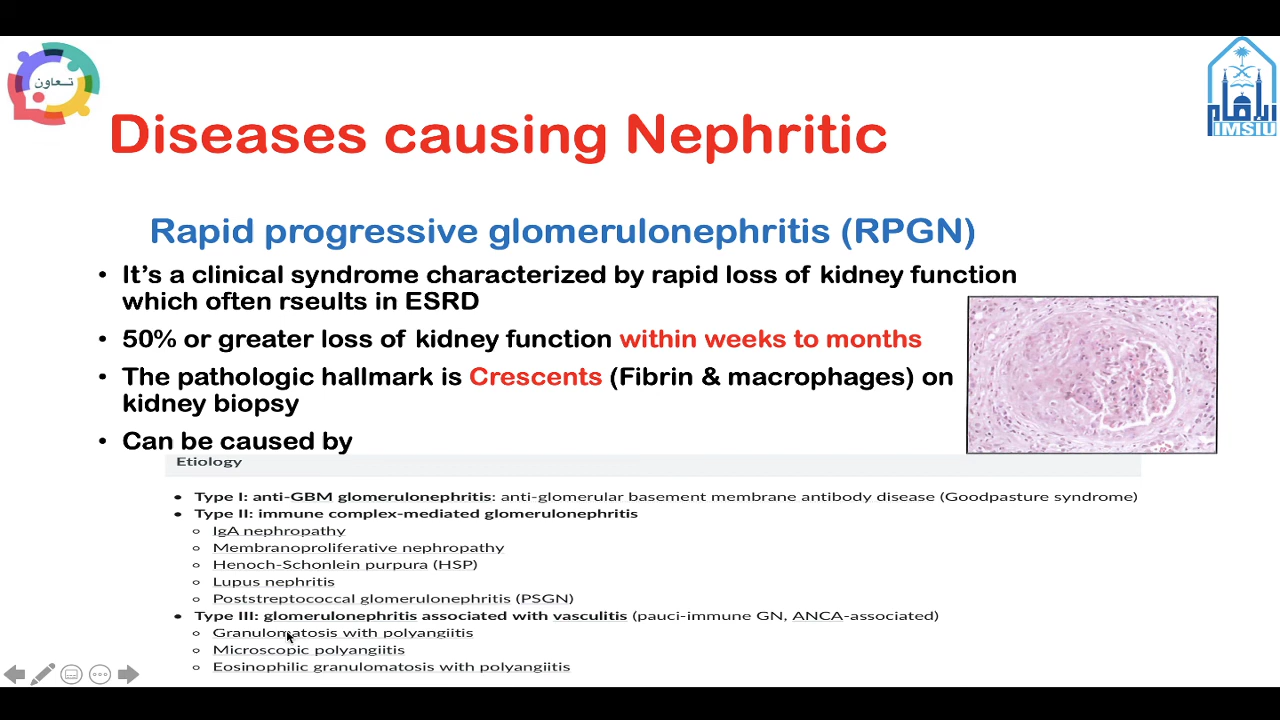 تعاون
الإمام
IMSIU
Diseases causing Nephritic
Rapid progressive glomerulonephritis (RPGN)
• It's a clinical syndrome characterized by rapid loss of kidney function
which often rseults in ESRD
• 50% or greater loss of kidney function within weeks to months
• The pathologic hallmark is Crescents (Fibrin & macrophages) on
kidney biopsy
• Can be caused by
Etiology
• Type I: anti-GBM glomerulonephritis: anti-glomerular basement membrane antibody disease (Goodpasture syndrome)
• Type II: immune complex-mediated glomerulonephritis
○ IgA nephropathy
○ Membranoproliferative nephropathy
○ Henoch-Schonlein purpura (HSP)
○ Lupus nephritis
○ Poststreptococcal glomerulonephritis (PSGN)
• Type III: glomerulonephritis associated with vasculitis (pauci-immune GN, ANCA-associated)
○ Granulomatosis with polyangiitis
○ Microscopic polyangiitis
○ Eosinophilic granulomatosis with polyangiitis